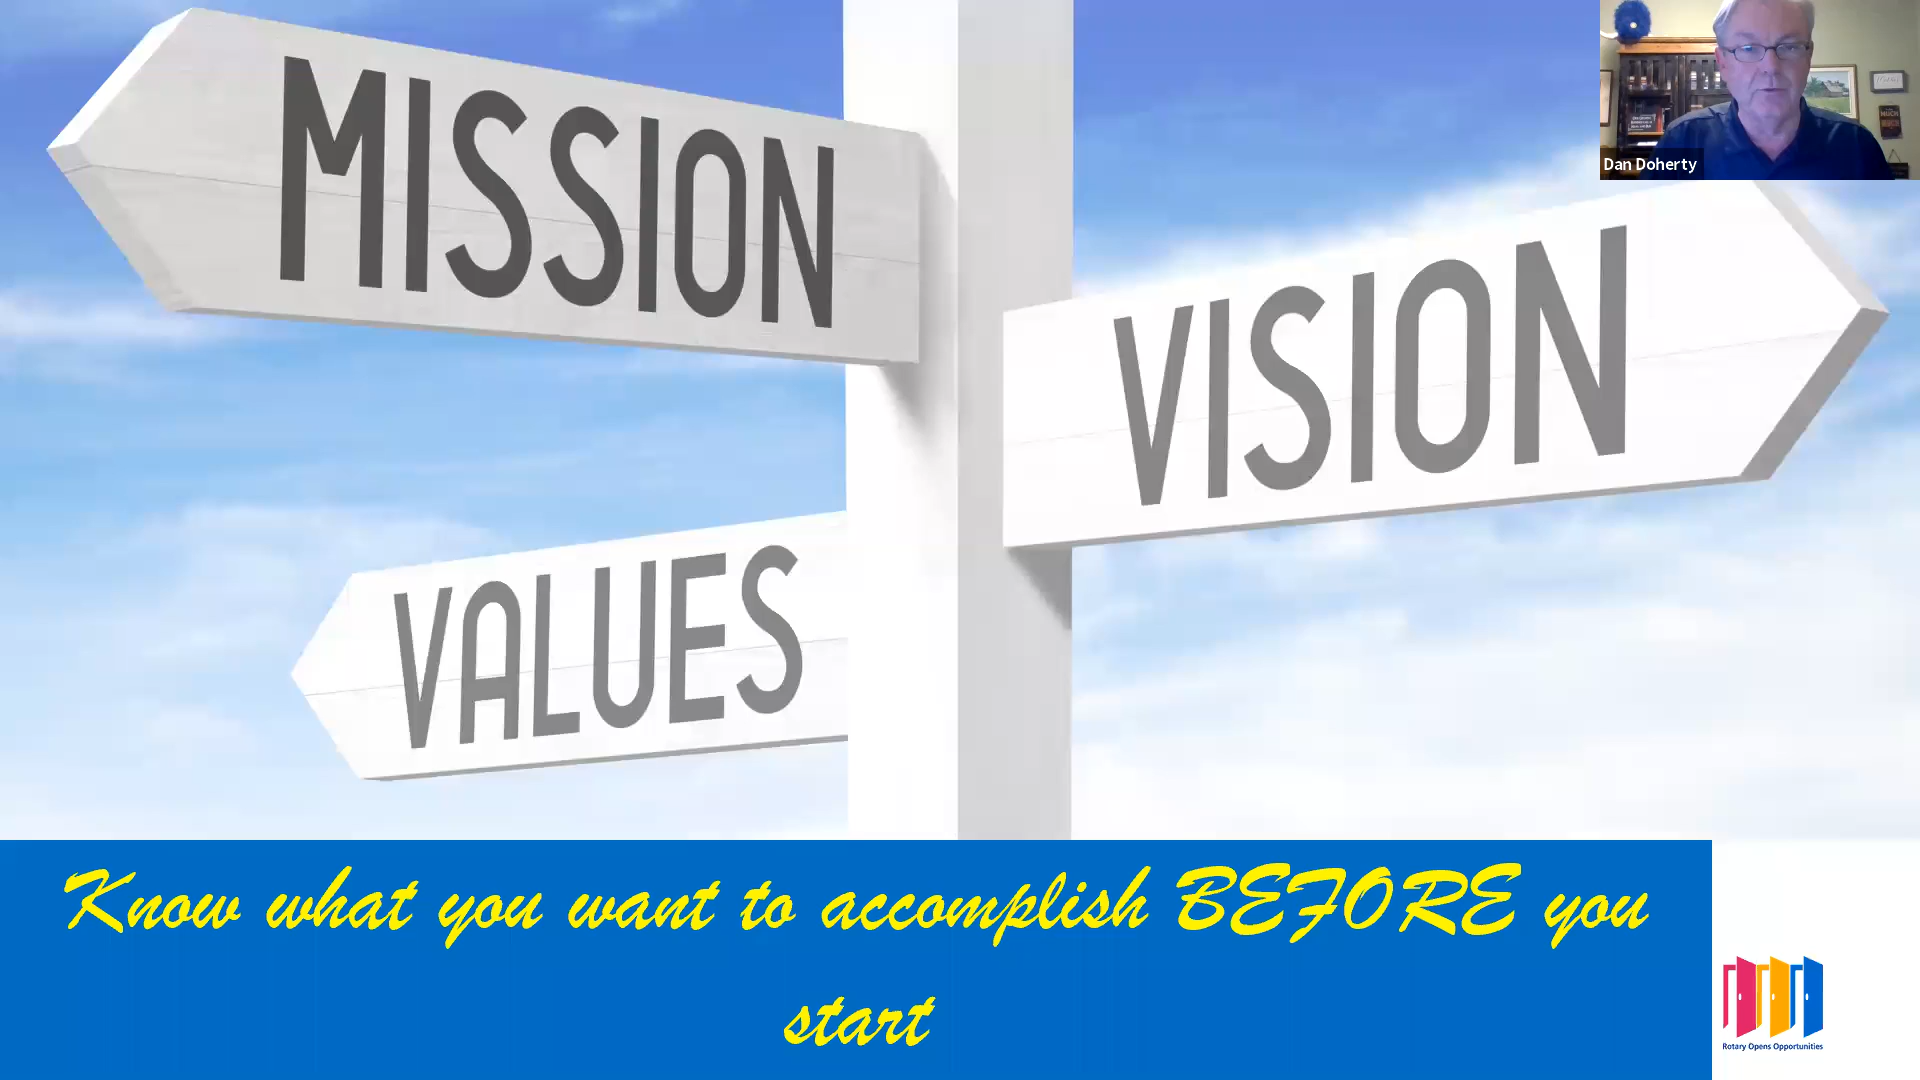 MISSION
VISION
VALUES
Dan Doherty
Know what you want to accomplish BEFORE you
start
Rotary Opens Opportunities